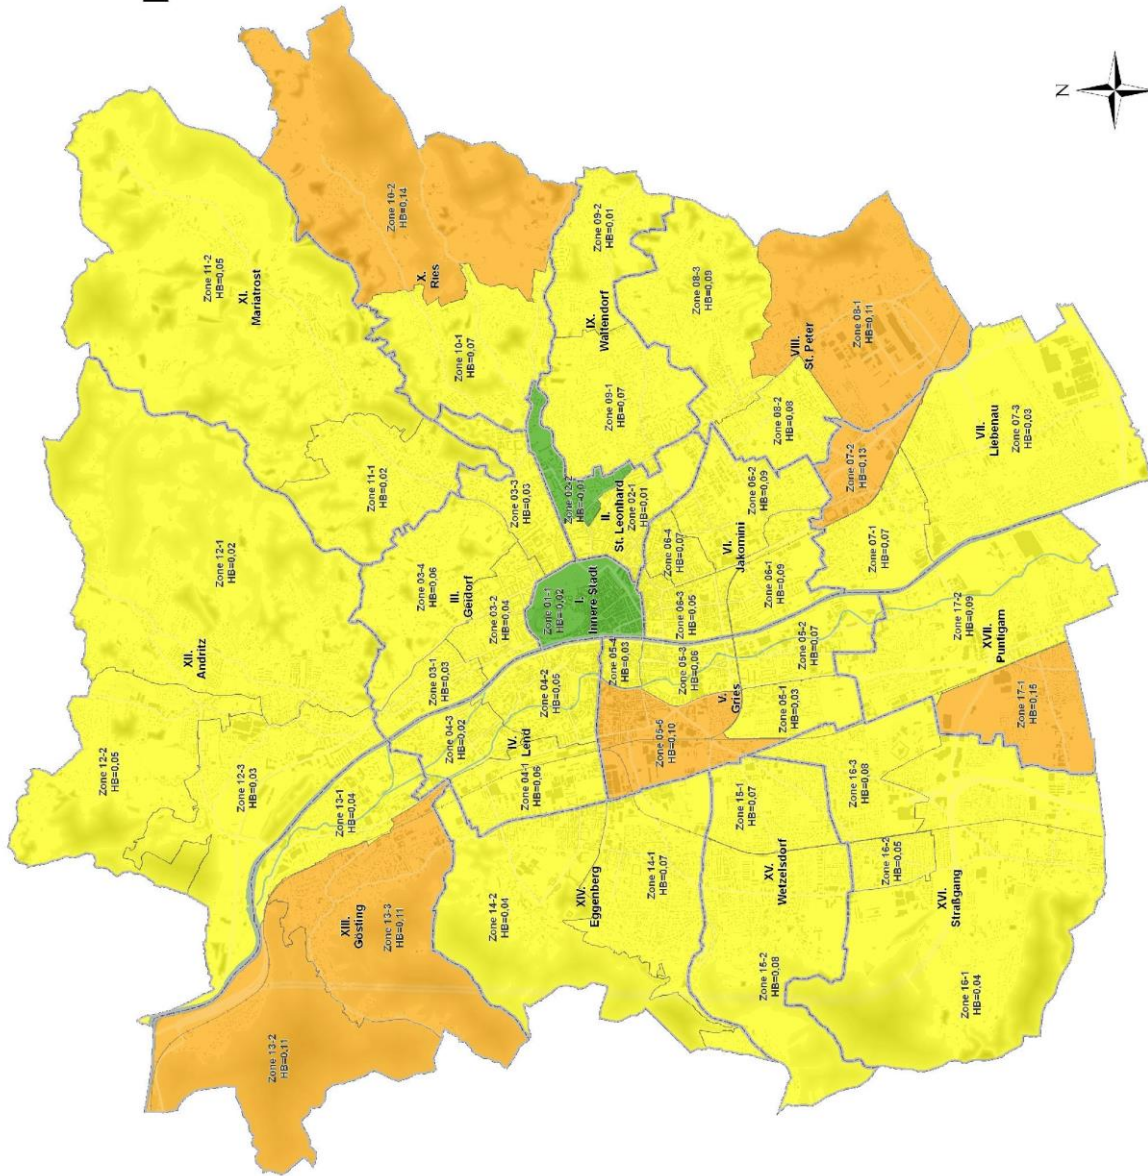 N
Zone 10-2
HB=0,14
Zone 11-2
HB=0,05
XI.
Mariatrost
X.
Ries
Zone 09-2
HB=0,01
Zone 08-3
HB=0,09
Zone 10-1
HB=0,07
IX.
Waltendorf
VIII.
St. Peter
Zone 08-1
HB=0,11
Zone 09-1
HB=0,07
Zone 08-2
HB=0,08
VII.
Liebenau
Zone 07-3
HB=0,03
Zone 11-1
HB=0,02
Zone 03-3
HB=0,03
Zone 02-2
HB=-0,01
II.
St. Leonhard
Zone 02-1
HB=0,01
Zone 07-2
HB=0,13
Zone 06-2
HB=0,09
Zone 12-1
HB=0,02
Zone 03-4
HB=0,06
III.
Geidorf
Zone 03-2
HB=0,04
Zone 01-1
HB=-0,02
I.
Innere Stadt
Zone 06-4
HB=0,07
VI.
Jakomini
Zone 06-1
HB=0,09
Zone 07-1
HB=0,07
Zone 06-3
HB=0,05
XII.
Andritz
Zone 03-1
HB=0,03
Zone 04-2
HB=0,05
Zone 05-4
HB=0,03
Zone 05-3
HB=0,06
Zone 05-2
HB=0,07
Zone 17-2
HB=0,09
XVII.
Puntigam
Zone 04-3
HB=0,02
IV.
Lend
Zone 04-1
HB=0,06
V.
Gries
Zone 05-5
HB=0,10
Zone 05-1
HB=0,03
Zone 17-1
HB=0,15
Zone 12-2
HB=0,05
Zone 12-3
HB=0,03
Zone 13-1
HB=0,04
Zone 15-1
HB=0,07
Zone 16-3
HB=0,08
XIII.
Gösting
Zone 13-3
HB=0,11
Zone 14-2
HB=0,04
XIV.
Eggenberg
Zone 14-1
HB=0,07
XV.
Wetzelsdorf
Zone 16-2
HB=0,05
XVI.
Straßgang
Zone 13-2
HB=0,11
Zone 15-2
HB=0,08
Zone 16-1
HB=0,04